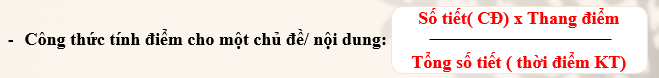 Số tiết( CĐ) x Thang điểm
- Công thức tính điểm cho một chủ đề/ nội dung:
Tổng số tiết ( thời điểm KT)